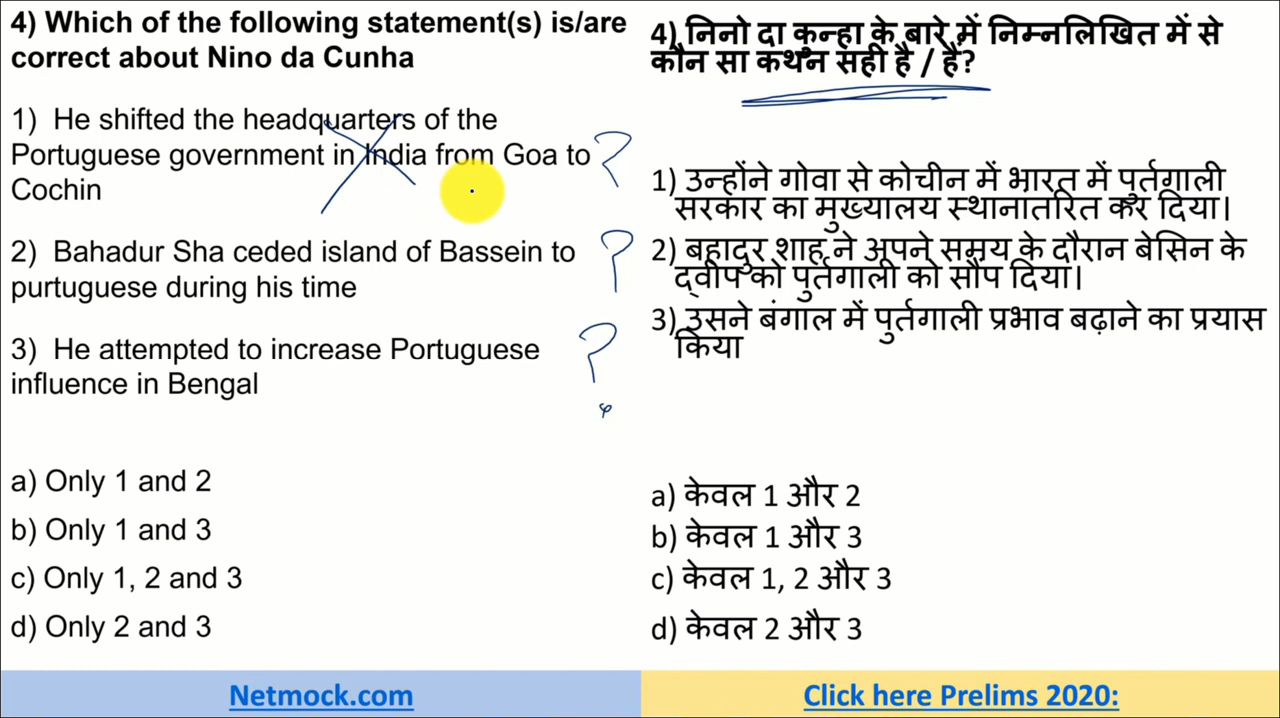 4) Which of the following statement(s) is/are
correct about Nino da Cunha
1) He shifted the headquarters of the
Portuguese government in India from Goa to
Cochin
2) Bahadur Sha ceded island of Bassein to
purtuguese during his time
3) He attempted to increase Portuguese
influence in Bengal
a) Only 1 and 2
b) Only 1 and 3
c) Only 1, 2 and 3
d) Only 2 and 3
Netmock.com
4) निनो दा कुन्हा के बारे में निम्नलिखित में से
कौन सा कथन सही है / हैं?
1) उन्होंने गोवा से कोचीन में भारत में पुर्तगाली
सरकार का मुख्यालय स्थानांतरित कर दिया।
2) बहादुर शाह ने अपने समय के दौरान बेसिन के
द्वीप को पुर्तगाली को सौंप दिया।
3) उसने बंगाल में पुर्तगाली प्रभाव बढ़ाने का प्रयास
किया
a) केवल 1 और 2
b) केवल 1 और 3
c) केवल 1, 2 और 3
d) केवल 2 और 3
Click here Prelims 2020:
?
?
?